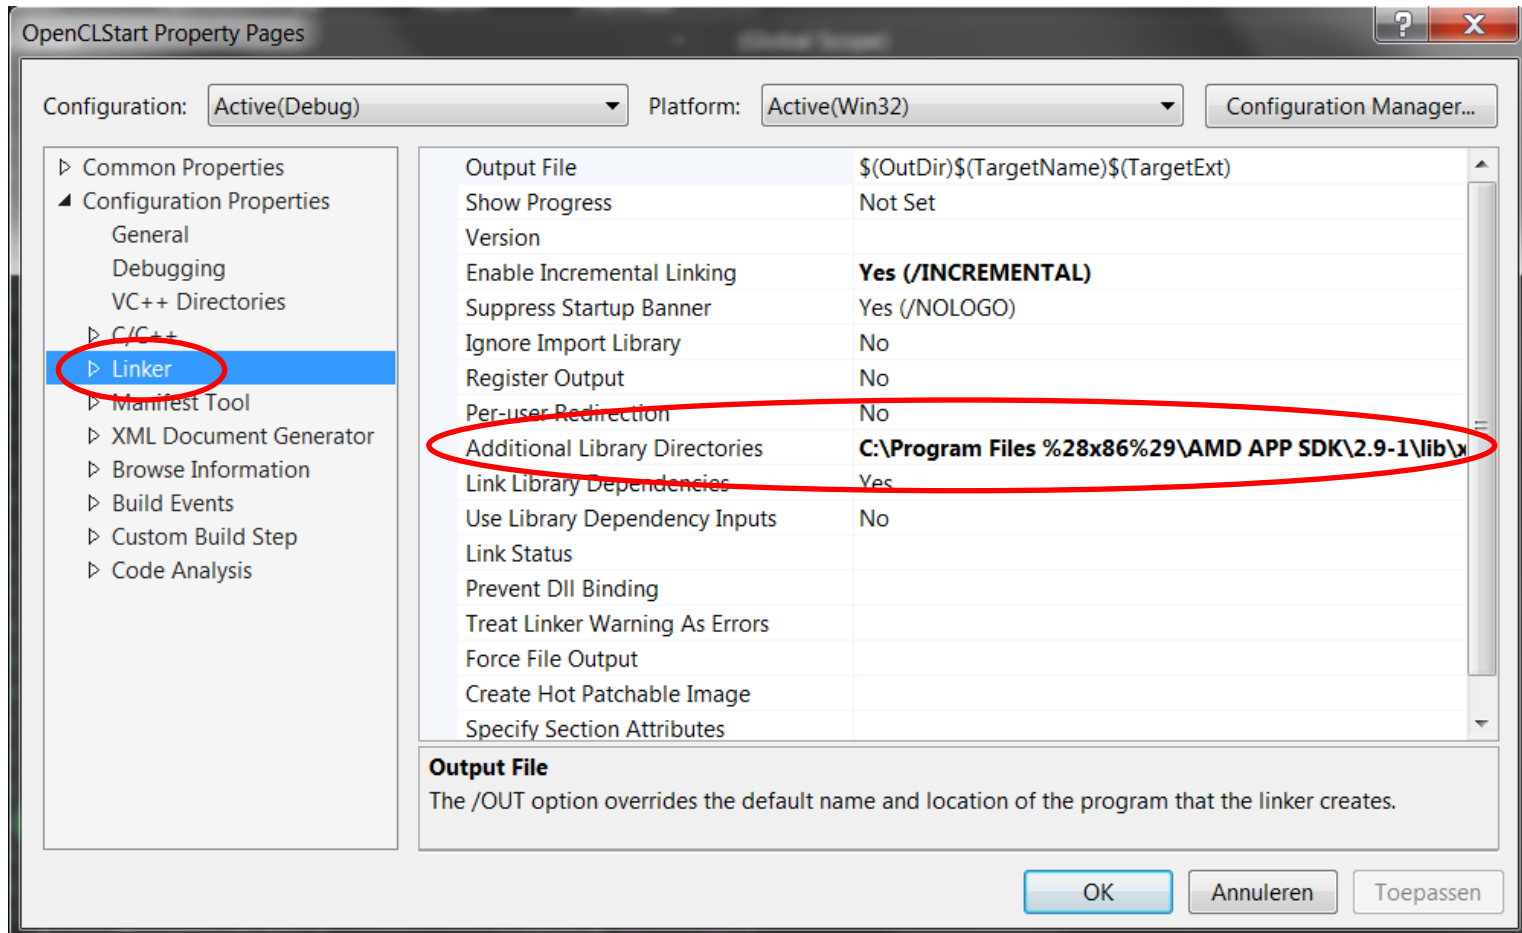 OpenCLStart Property Pages
(Global Scope)
Configuration: Active(Debug) Platform: Active(Win32) Configuration Manager...
Common Properties
Configuration Properties
General
Debugging
VC++ Directories
C/C++
Linker
Manifest Tool
XML Document Generator
Browse Information
Build Events
Custom Build Step
Code Analysis
Output File $(OutDir)$(TargetName)$(TargetExt)
Show Progress Not Set
Version
Enable Incremental Linking Yes (/INCREMENTAL)
Suppress Startup Banner Yes (/NOLOGO)
Ignore Import Library No
Register Output No
Per-user Redirection No
Additional Library Directories C:\Program Files %28x86%29\AMD APP SDK\2.9-1\lib\x
Link Library Dependencies Yes
Use Library Dependency Inputs No
Link Status
Prevent Dll Binding
Treat Linker Warning As Errors
Force File Output
Create Hot Patchable Image
Specify Section Attributes
Output File
The /OUT option overrides the default name and location of the program that the linker creates.
OK Annuleren Toepassen